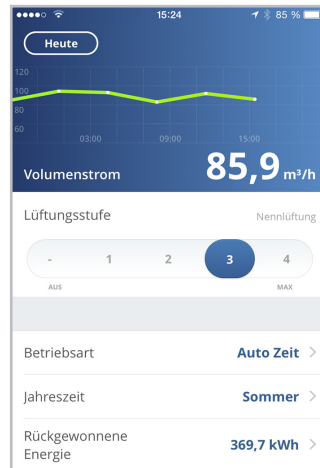 15:24 85 %
Heute
120
100
80
60
03:00 09:00 15:00
Volumenstrom 85,9 m³/h
Lüftungsstufe Nennlüftung
- 1 2 3 4
AUS MAX
Betriebsart Auto Zeit
Jahreszeit Sommer
Rückgewonnene
Energie 369,7 kWh